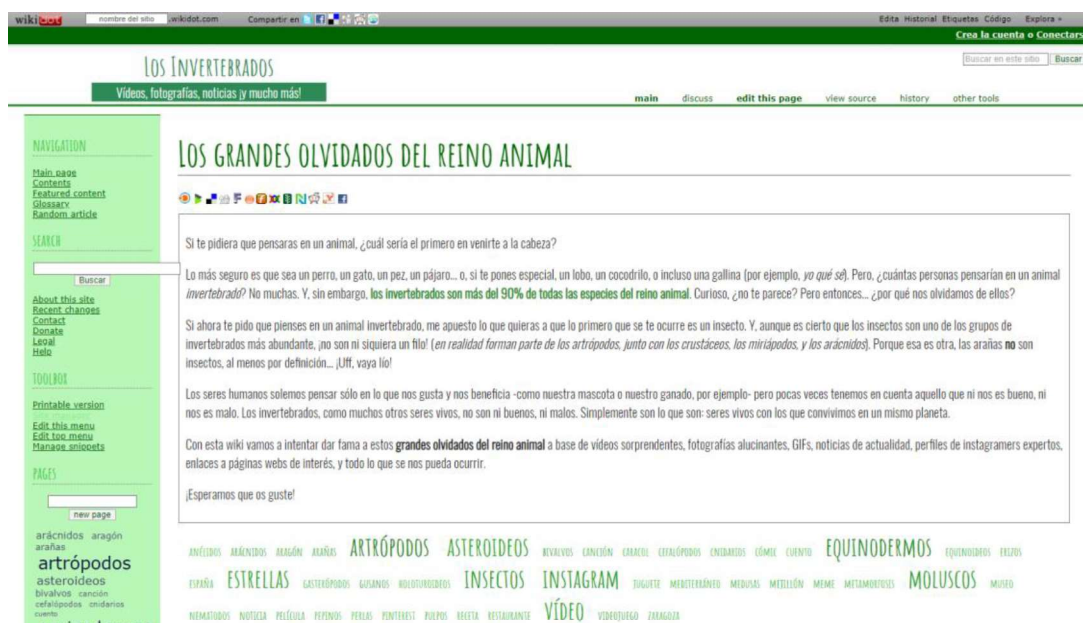 wikidot nombre del sitio .wikidot.com Compartir en Edita Historial Etiquetas Código Explora »
Crea la cuenta o Conectars
Los Invertebrados
Buscar en este sitio Buscar
Vídeos, fotografías, noticias ¡y mucho más!
main discuss edit this page view source history other tools
Navigation
Main page
Contents
Featured content
Glossary
Random article
Search
Buscar
About this site
Recent changes
Contact
Donate
Legal
Help
Toolbox
Printable version
Edit this menu
Edit top menu
Manage snippets
Pages
new page
arácnidos aragón
arañas
artrópodos
asteroideos
bivalvos canción
cefalópodos cnidarios
cuento
Los grandes olvidados del reino animal
Si te pidiera que pensaras en un animal, ¿cuál sería el primero en venirte a la cabeza?
Lo más seguro es que sea un perro, un gato, un pez, un pájaro... o, si te pones especial, un lobo, un cocodrilo, o incluso una gallina (por ejemplo, yo qué sé). Pero, ¿cuántas personas pensarían en un animal
invertebrado? No muchas. Y, sin embargo, los invertebrados son más del 90% de todas las especies del reino animal. Curioso, ¿no te parece? Pero entonces... ¿por qué nos olvidamos de ellos?
Si ahora te pido que pienses en un animal invertebrado, me apuesto lo que quieras a que lo primero que se te ocurre es un insecto. Y, aunque es cierto que los insectos son uno de los grupos de
invertebrados más abundante, ¡no son ni siquiera un filo! (en realidad forman parte de los artrópodos, junto con los crustáceos, los miriápodos, y los arácnidos). Porque esa es otra, las arañas no son
insectos, al menos por definición... ¡Uff, vaya lío!
Los seres humanos solemos pensar sólo en lo que nos gusta y nos beneficia -como nuestra mascota o nuestro ganado, por ejemplo- pero pocas veces tenemos en cuenta aquello que ni nos es bueno, ni
nos es malo. Los invertebrados, como muchos otros seres vivos, no son ni buenos, ni malos. Simplemente son lo que son: seres vivos con los que convivimos en un mismo planeta.
Con esta wiki vamos a intentar dar fama a estos grandes olvidados del reino animal a base de vídeos sorprendentes, fotografías alucinantes, GIFs, noticias de actualidad, perfiles de instagramers expertos,
enlaces a páginas webs de interés, y todo lo que se nos pueda ocurrir.
¡Esperamos que os guste!
anélidos arácnidos aragón arañas artrópodos asteroideos bivalvos canción caracol cefalópodos cnidarios cómic cuento equinodermos equinoideos erizos
españa estrellas gasterópodos gusanos holoturoideos insectos instagram juguete mediterráneo medusas mejillón meme metamorfosis moluscos museo
nematodos noticia película pepinos perlas pinterest pulpos receta restaurante vídeo videojuego zaragoza